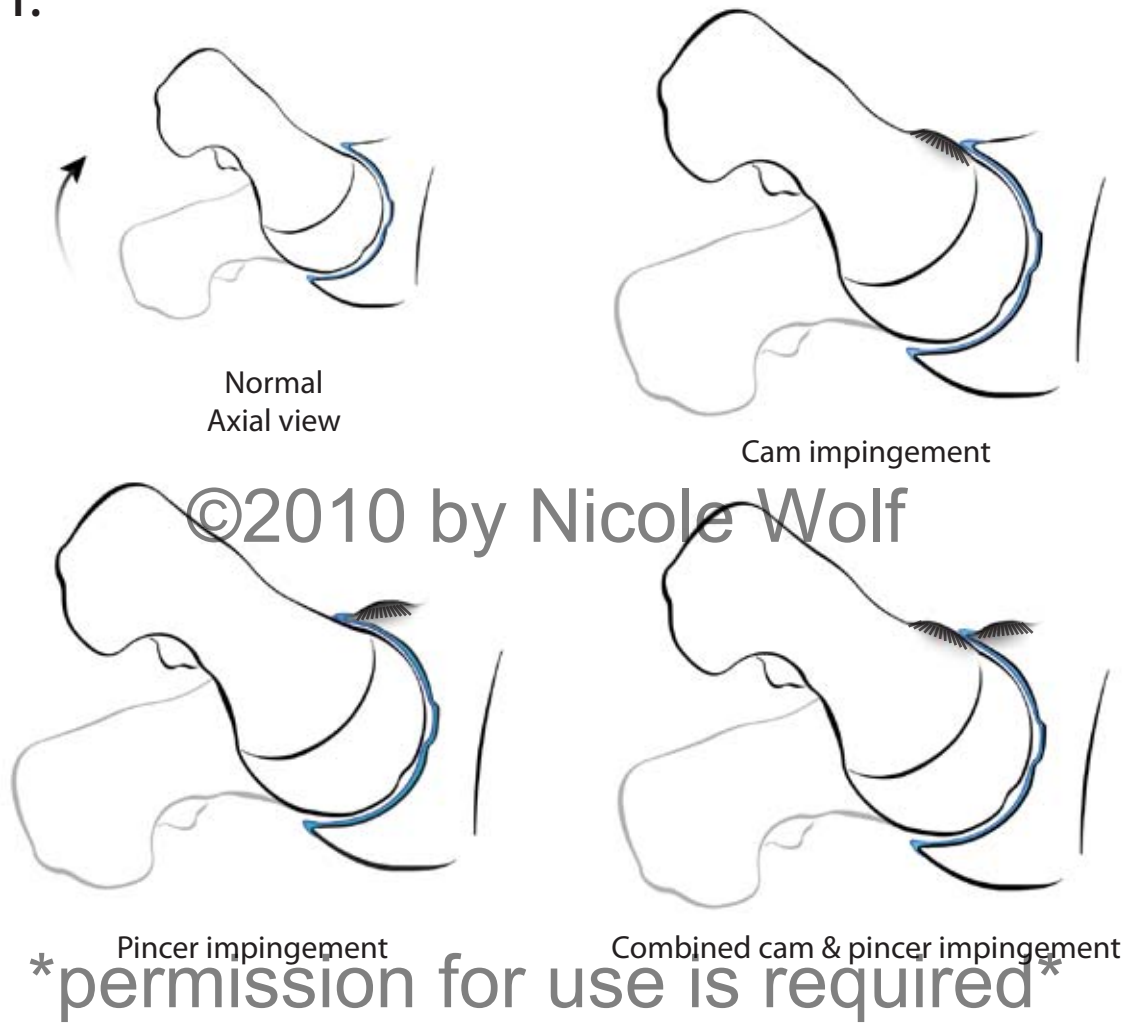 Normal
Axial view
Cam impingement
©2010 by Nicole Wolf
Pincer impingement
Combined cam & pincer impingement
*permission for use is required*